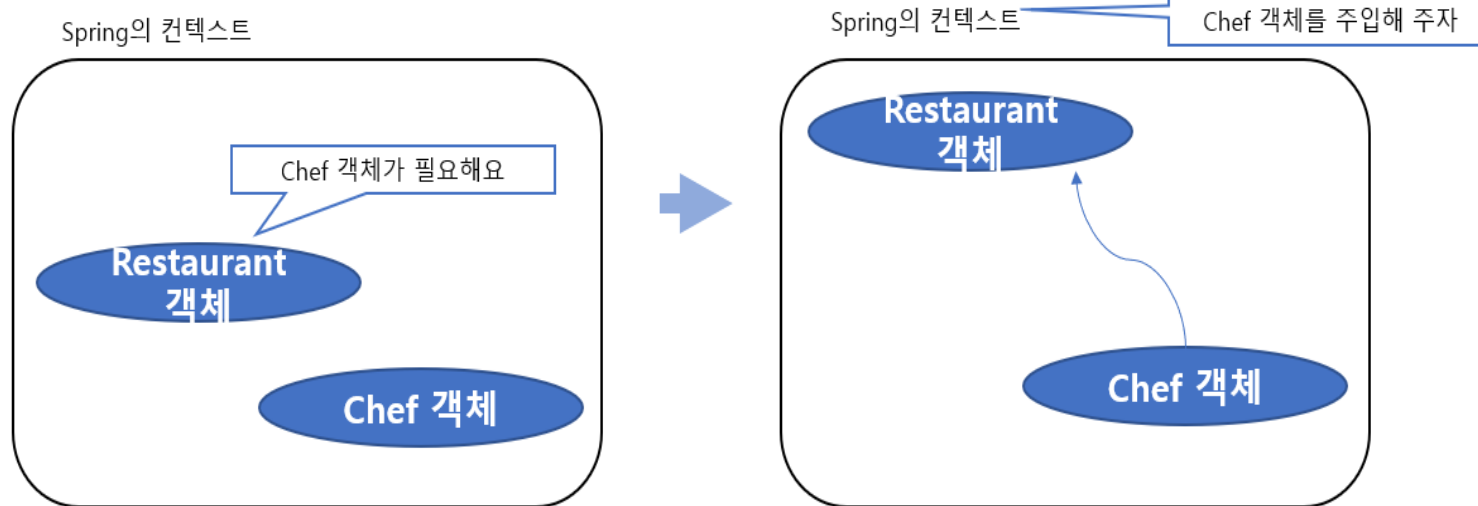 Spring의 컨텍스트
Chef 객체가 필요해요
Restaurant
객체
Chef 객체
Spring의 컨텍스트
Chef 객체를 주입해 주자
Restaurant
객체
Chef 객체